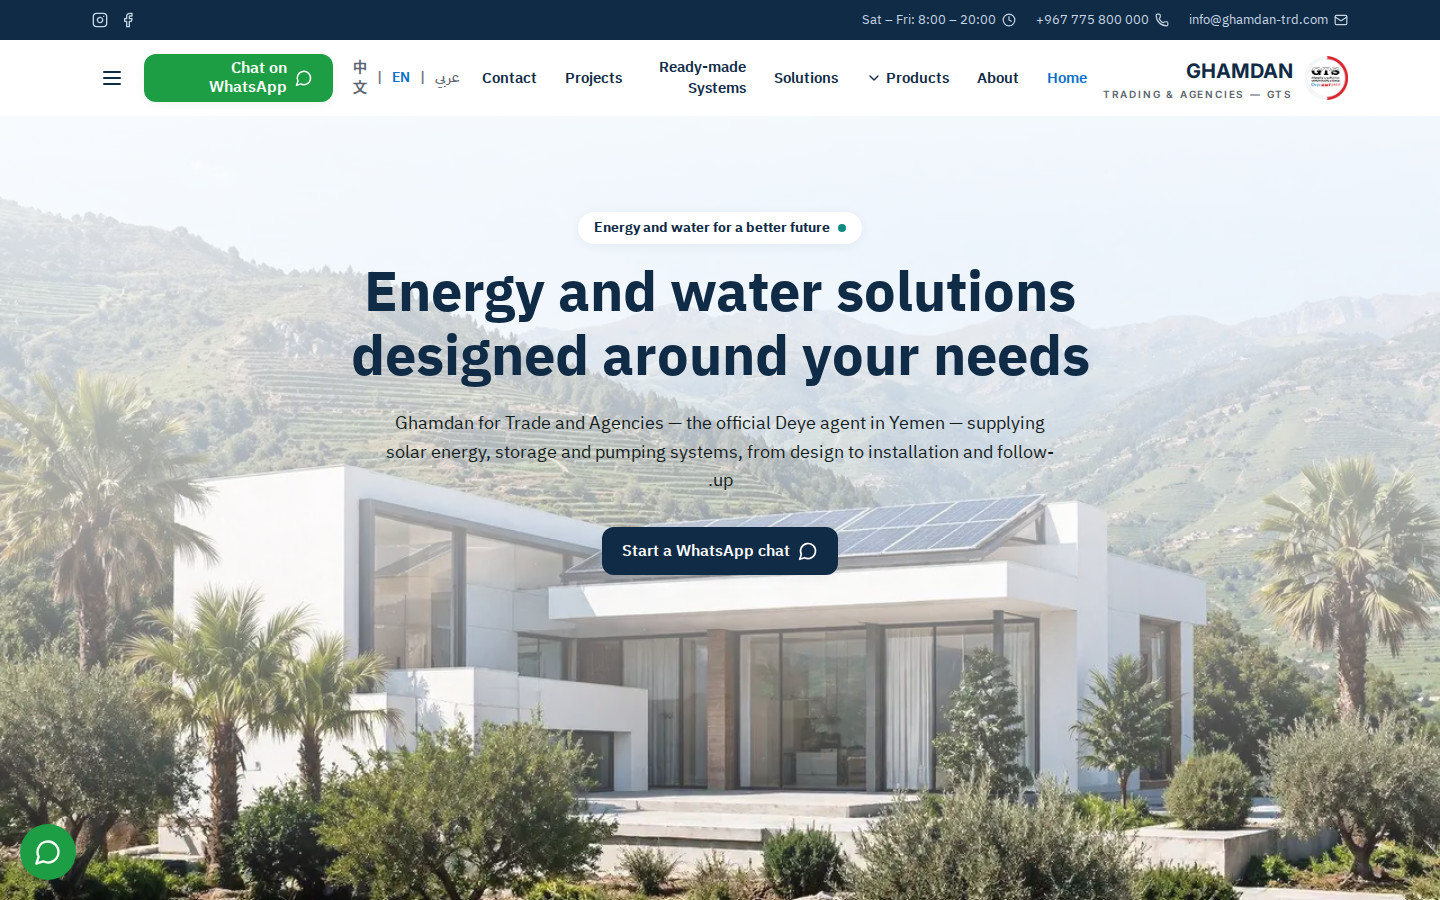 info@ghamdan-trd.com
+967 775 800 000
Sat – Fri: 8:00 – 20:00
GTS
GHAMDAN
TRADING & AGENCIES — GTS
Home
About
Products
Solutions
Ready-made
Systems
Projects
Contact
عربي | EN | 中文
Chat on
WhatsApp
Energy and water for a better future
Energy and water solutions
designed around your needs
Ghamdan for Trade and Agencies — the official Deye agent in Yemen — supplying
solar energy, storage and pumping systems, from design to installation and follow-
.up
Start a WhatsApp chat